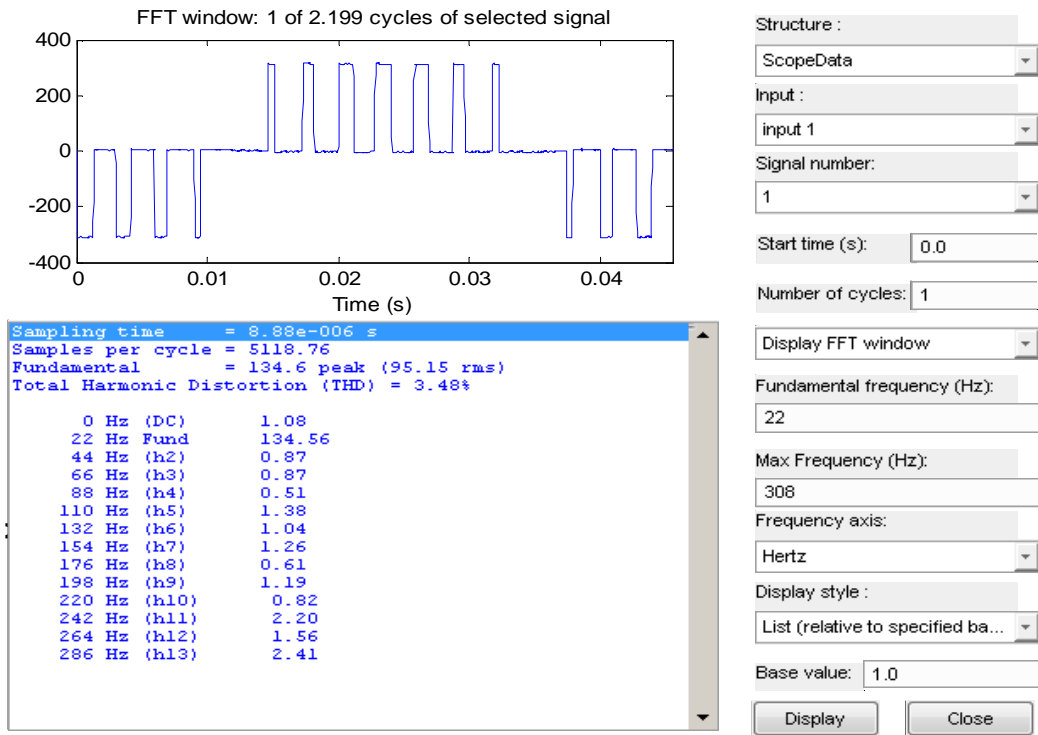 FFT window: 1 of 2.199 cycles of selected signal
400
200
0
-200
-400
0
0.01
0.02
0.03
0.04
Time (s)
Sampling time = 8.88e-006 s
Samples per cycle = 5118.76
Fundamental = 134.6 peak (95.15 rms)
Total Harmonic Distortion (THD) = 3.48%
0 Hz (DC) 1.08
22 Hz Fund 134.56
44 Hz (h2) 0.87
66 Hz (h3) 0.87
88 Hz (h4) 0.51
110 Hz (h5) 1.38
132 Hz (h6) 1.04
154 Hz (h7) 1.26
176 Hz (h8) 0.61
198 Hz (h9) 1.19
220 Hz (h10) 0.82
242 Hz (h11) 2.20
264 Hz (h12) 1.56
286 Hz (h13) 2.41
Structure :
ScopeData
Input :
input 1
Signal number:
1
Start time (s): 0.0
Number of cycles: 1
Display FFT window
Fundamental frequency (Hz):
22
Max Frequency (Hz):
308
Frequency axis:
Hertz
Display style :
List (relative to specified ba...
Base value: 1.0
Display Close